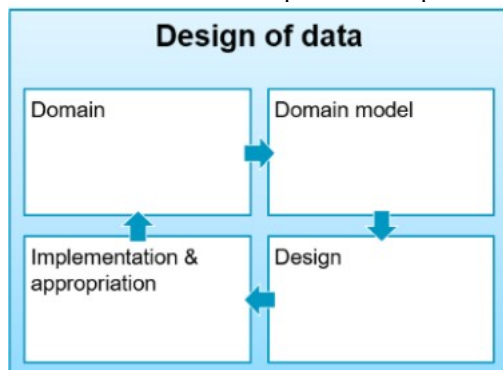 Design of data
Domain
Domain model
Implementation &
appropriation
Design